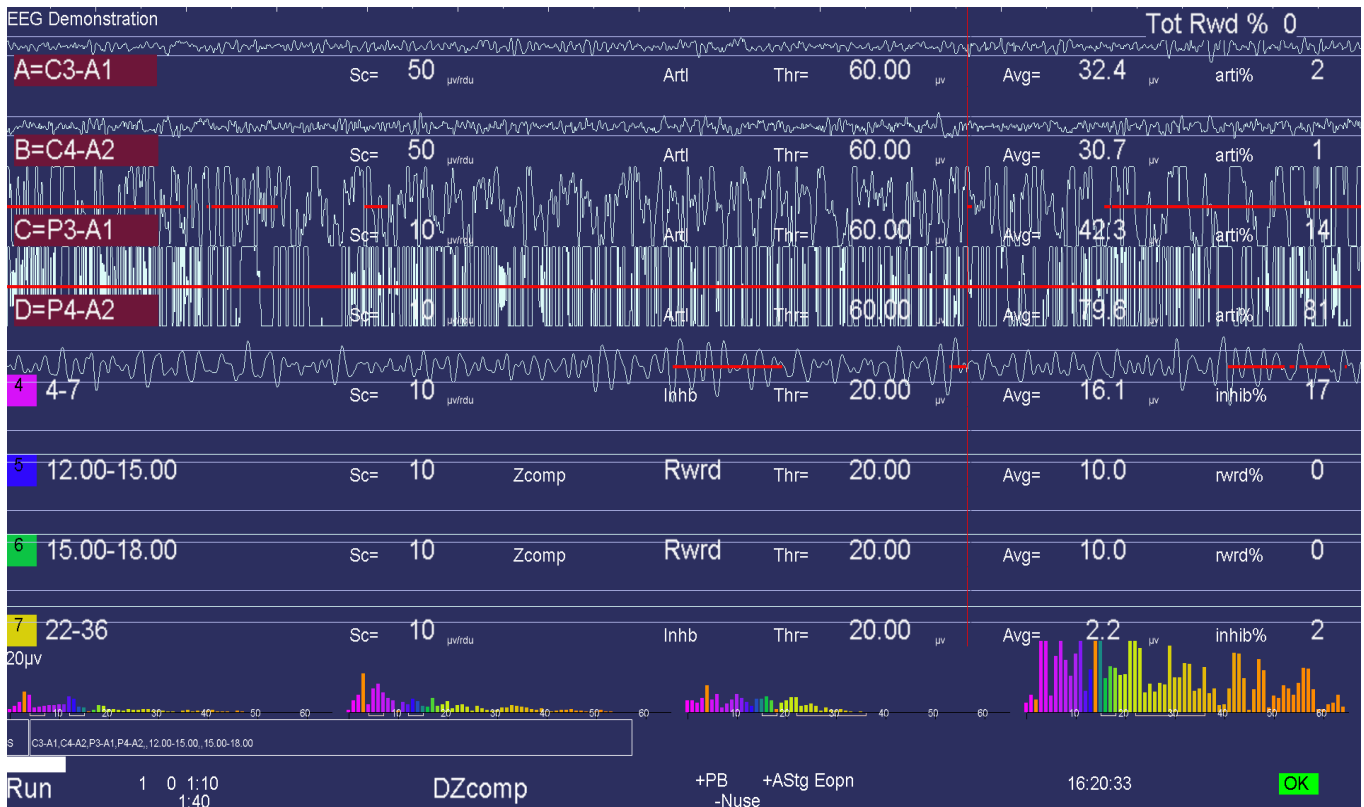 EEG Demonstration Tot Rwd % 0
A=C3-A1 Sc= 50 µv/rdu Artl Thr= 60.00 µv Avg= 32.4 µv arti% 2
B=C4-A2 Sc= 50 µv/rdu Artl Thr= 60.00 µv Avg= 30.7 µv arti% 1
C=P3-A1 Sc= 10 µv/rdu Artl Thr= 60.00 µv Avg= 42.3 µv arti% 14
D=P4-A2 Sc= 10 µv/rdu Artl Thr= 60.00 µv Avg= 79.6 µv arti% 81
4 4-7 Sc= 10 µv/rdu Inhb Thr= 20.00 µv Avg= 16.1 µv inhib% 17
5 12.00-15.00 Sc= 10 Zcomp Rwrd Thr= 20.00 Avg= 10.0 rwrd% 0
6 15.00-18.00 Sc= 10 Zcomp Rwrd Thr= 20.00 Avg= 10.0 rwrd% 0
7 22-36 Sc= 10 µv/rdu Inhb Thr= 20.00 µv Avg= 2.2 µv inhib% 2
20µv
10 20 30 40 50 60 10 20 30 40 50 60 10 20 30 40 50 60 10 20 30 40 50 60
S C3-A1,C4-A2,P3-A1,P4-A2,,12.00-15.00,,15.00-18.00
Run 1 0 1:10 DZcomp +PB +AStg Eopn 16:20:33 OK
1:40 -Nuse